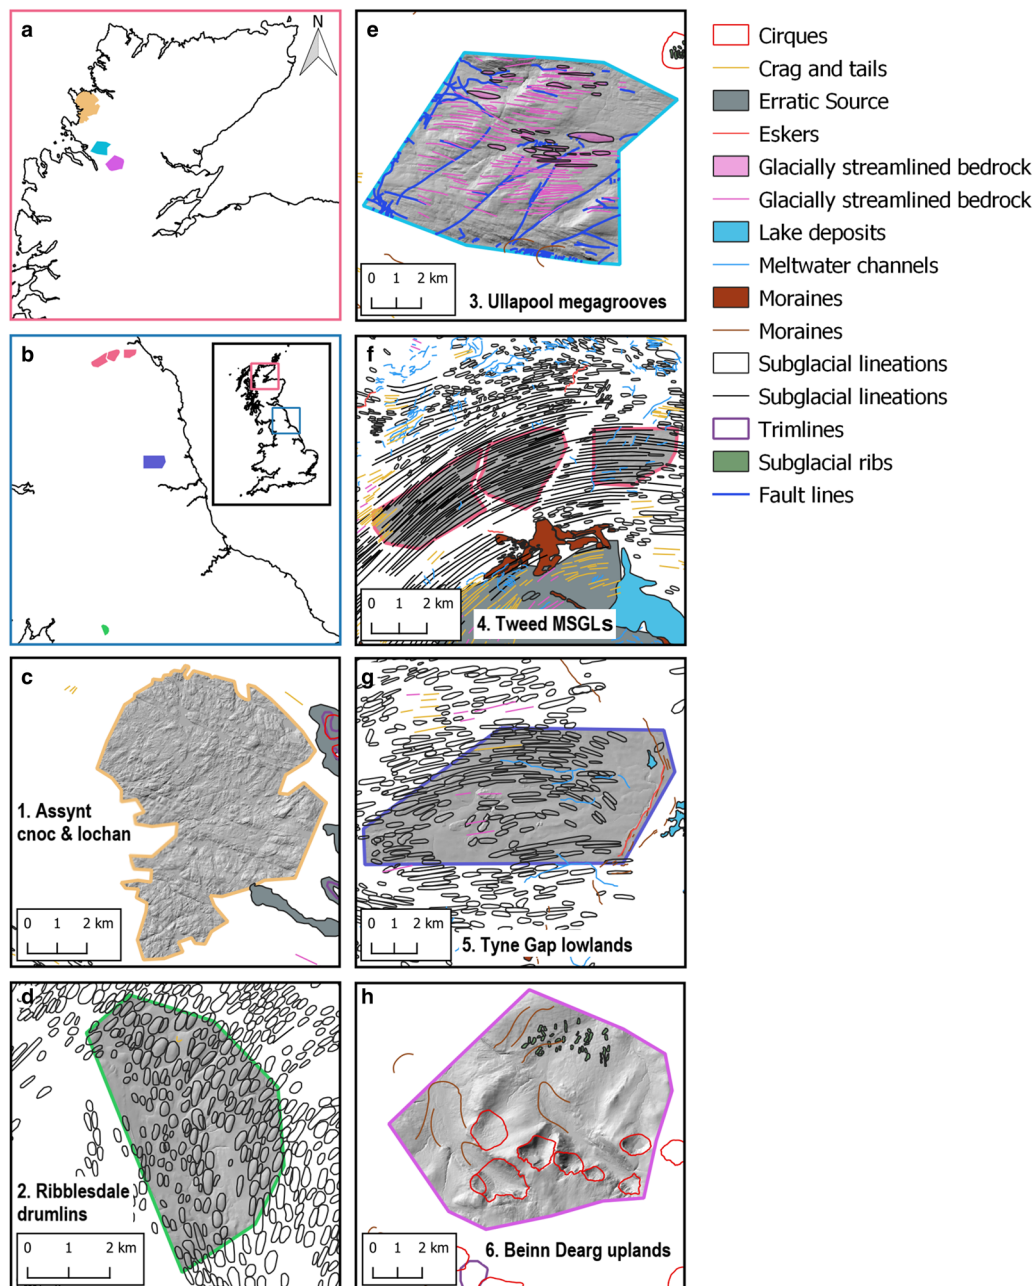 a
N
b
c
1. Assynt
cnoc & lochan
0 1 2 km
d
2. Ribblesdale
drumlins
0 1 2 km
e
0 1 2 km
3. Ullapool megagrooves
f
0 1 2 km
4. Tweed MSGLs
g
0 1 2 km
5. Tyne Gap lowlands
h
0 1 2 km
6. Beinn Dearg uplands
Cirques
Crag and tails
Erratic Source
Eskers
Glacially streamlined bedrock
Glacially streamlined bedrock
Lake deposits
Meltwater channels
Moraines
Moraines
Subglacial lineations
Subglacial lineations
Trimlines
Subglacial ribs
Fault lines